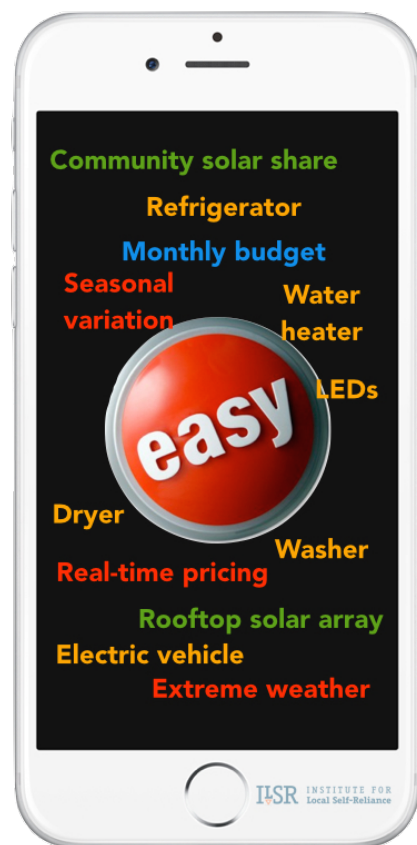 Community solar share
Refrigerator
Monthly budget
Seasonal
variation
Water
heater
LEDs
easy
Dryer
Washer
Real-time pricing
Rooftop solar array
Electric vehicle
Extreme weather
ILSR INSTITUTE FOR
Local Self-Reliance